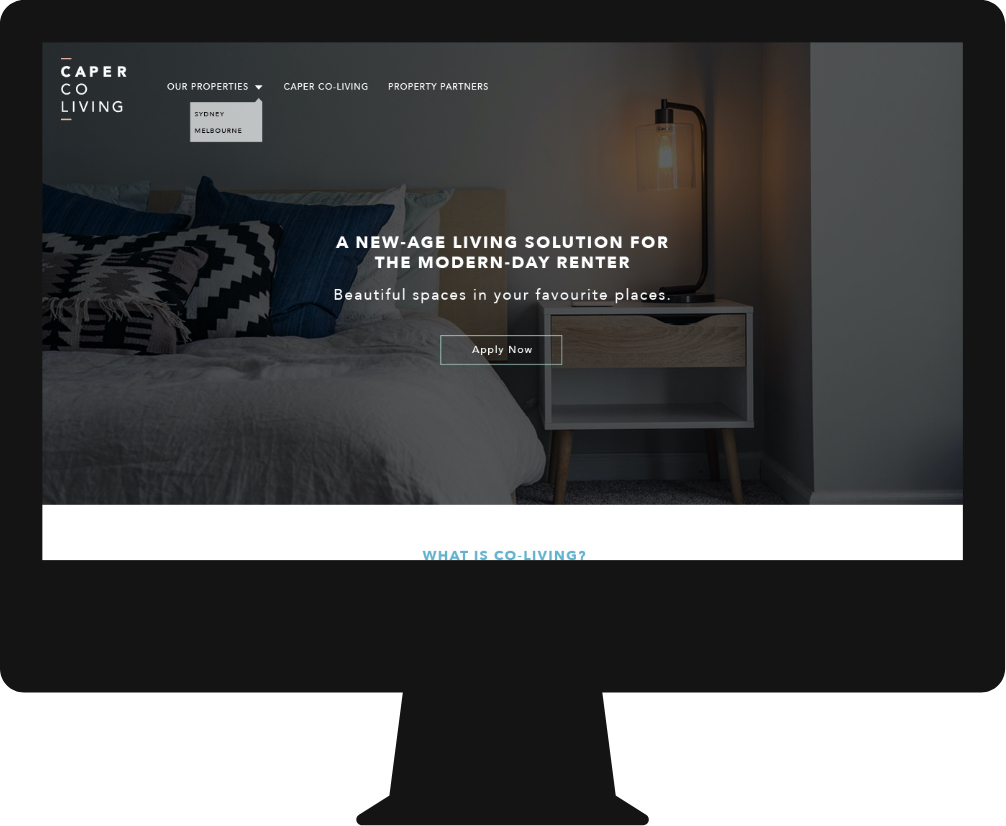 CAPER
CO
LIVING
OUR PROPERTIES
CAPER CO-LIVING
PROPERTY PARTNERS
SYDNEY
MELBOURNE
A NEW-AGE LIVING SOLUTION FOR
THE MODERN-DAY RENTER
Beautiful spaces in your favourite places.
Apply Now
WHAT IS CO-LIVING?